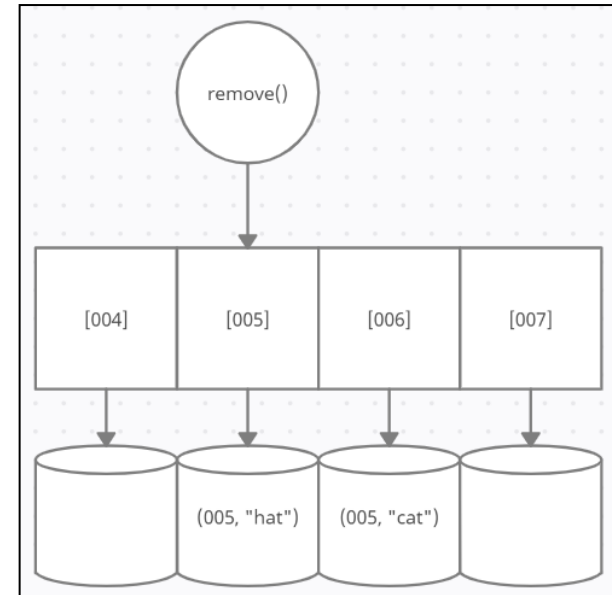 remove()
[004] [005] [006] [007]
(005, "hat") (005, "cat")